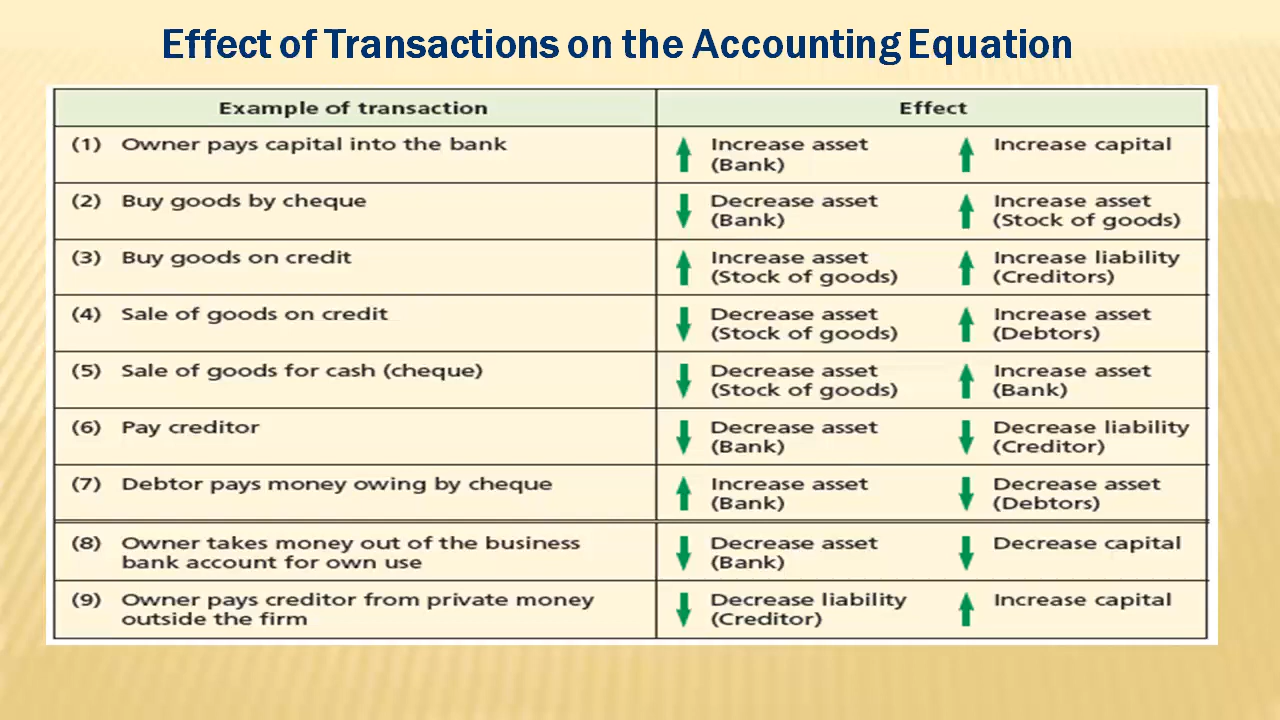 Effect of Transactions on the Accounting Equation
Example of transaction
Effect
(1) Owner pays capital into the bank
Increase asset
(Bank)
Increase capital
(2) Buy goods by cheque
Decrease asset
(Bank)
Increase asset
(Stock of goods)
(3) Buy goods on credit
Increase asset
(Stock of goods)
Increase liability
(Creditors)
(4) Sale of goods on credit
Decrease asset
(Stock of goods)
Increase asset
(Debtors)
(5) Sale of goods for cash (cheque)
Decrease asset
(Stock of goods)
Increase asset
(Bank)
(6) Pay creditor
Decrease asset
(Bank)
Decrease liability
(Creditor)
(7) Debtor pays money owing by cheque
Increase asset
(Bank)
Decrease asset
(Debtors)
(8) Owner takes money out of the business
bank account for own use
Decrease asset
(Bank)
Decrease capital
(9) Owner pays creditor from private money
outside the firm
Decrease liability
(Creditor)
Increase capital